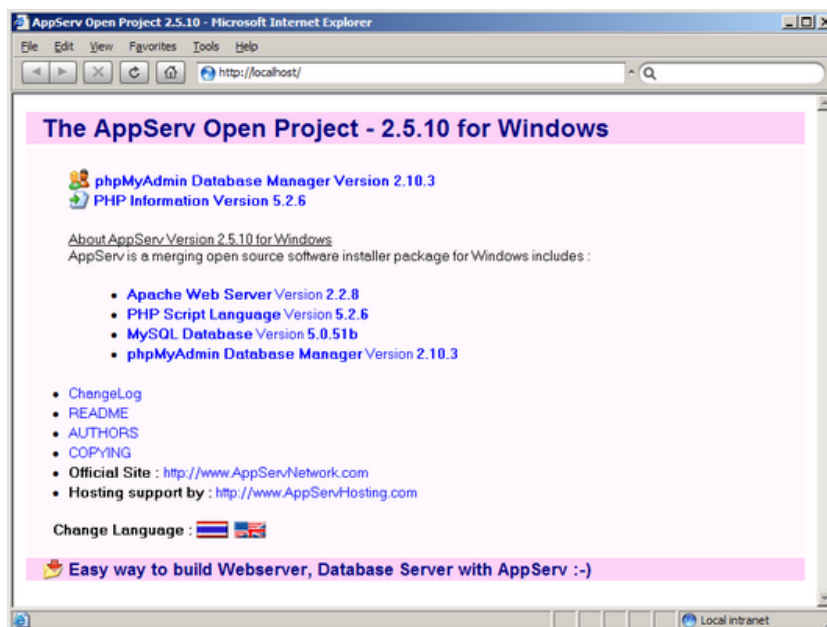 AppServ Open Project 2.5.10 - Microsoft Internet Explorer
File Edit View Favorites Tools Help
http://localhost/
The AppServ Open Project - 2.5.10 for Windows
phpMyAdmin Database Manager Version 2.10.3
PHP Information Version 5.2.6
About AppServ Version 2.5.10 for Windows
AppServ is a merging open source software installer package for Windows includes :
• Apache Web Server Version 2.2.8
• PHP Script Language Version 5.2.6
• MySQL Database Version 5.0.51b
• phpMyAdmin Database Manager Version 2.10.3
• ChangeLog
• README
• AUTHORS
• COPYING
• Official Site : http://www.AppServNetwork.com
• Hosting support by : http://www.AppServHosting.com
Change Language :
Easy way to build Webserver, Database Server with AppServ :-)
Local intranet